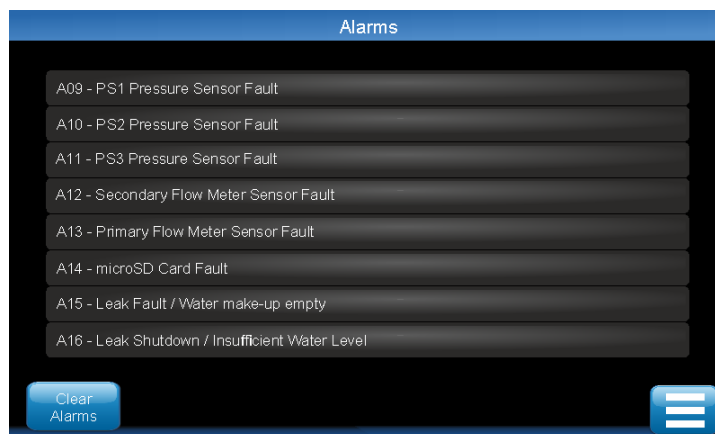 Alarms
A09 - PS1 Pressure Sensor Fault
A10 - PS2 Pressure Sensor Fault
A11 - PS3 Pressure Sensor Fault
A12 - Secondary Flow Meter Sensor Fault
A13 - Primary Flow Meter Sensor Fault
A14 - microSD Card Fault
A15 - Leak Fault / Water make-up empty
A16 - Leak Shutdown / Insufficient Water Level
Clear
Alarms